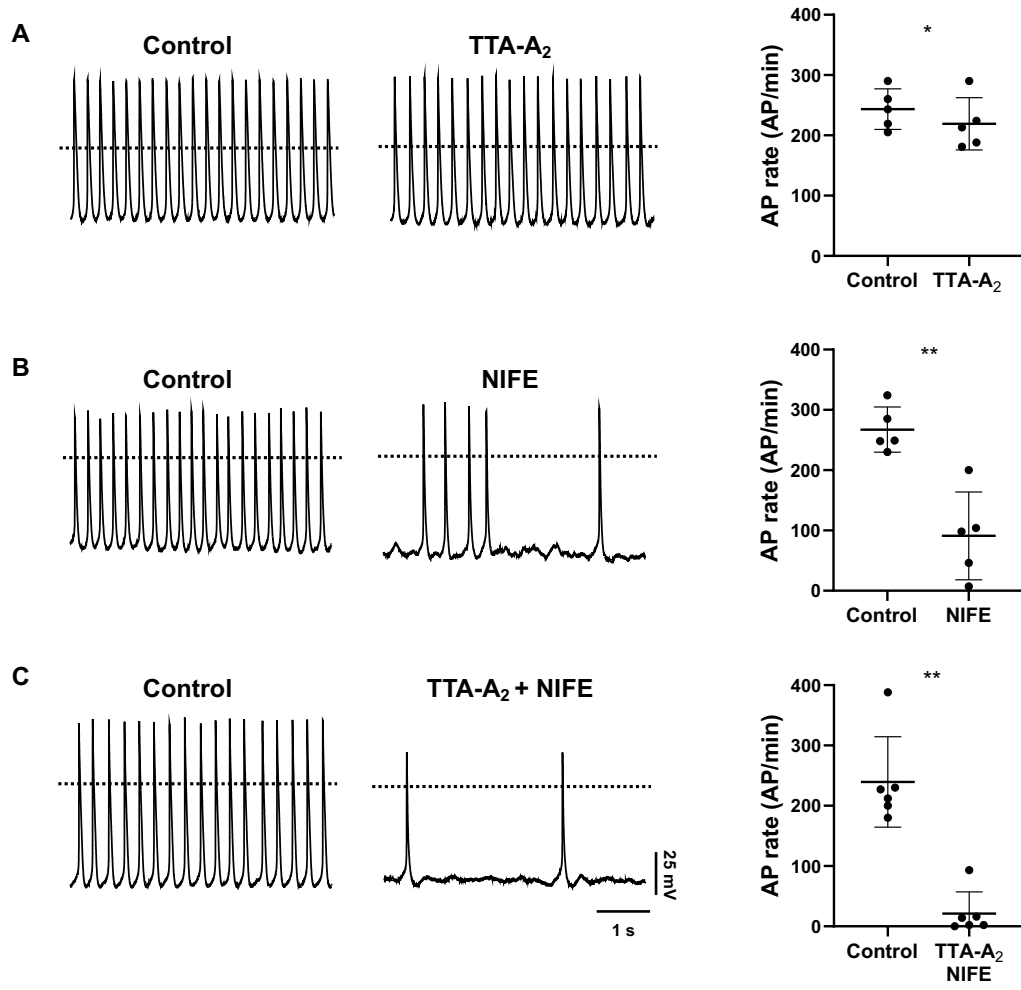 A
Control
TTA-A₂
AP rate (AP/min)
400
300
200
100
0
*
Control TTA-A₂
B
Control
NIFE
AP rate (AP/min)
400
300
200
100
0
**
Control NIFE
C
Control
TTA-A₂ + NIFE
25 mV
1 s
AP rate (AP/min)
400
300
200
100
0
**
Control TTA-A₂
NIFE